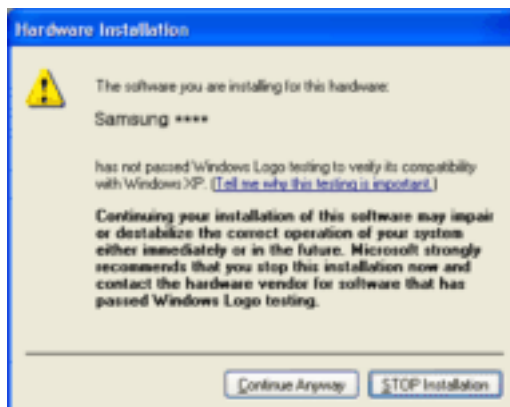 Hardware Installation
The software you are installing for this hardware:
Samsung ****
has not passed Windows Logo testing to verify its compatibility
with Windows XP. (Tell me why this testing is important.)
Continuing your installation of this software may impair
or destabilize the correct operation of your system
either immediately or in the future. Microsoft strongly
recommends that you stop this installation now and
contact the hardware vendor for software that has
passed Windows Logo testing.
Continue Anyway
STOP Installation